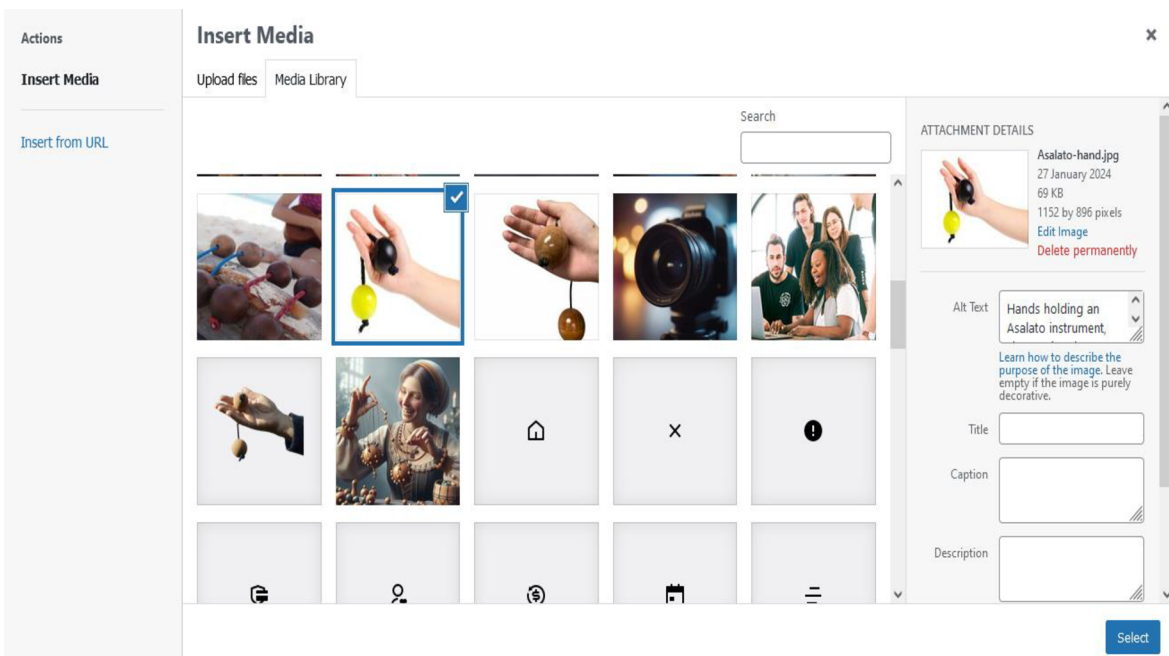 Actions
Insert Media
Insert from URL
Insert Media
Upload files
Media Library
Search
ATTACHMENT DETAILS
Asalato-hand.jpg
27 January 2024
69 KB
1152 by 896 pixels
Edit Image
Delete permanently
Alt Text
Hands holding an
Asalato instrument,
Learn how to describe the
purpose of the image. Leave
empty if the image is purely
decorative.
Title
Caption
Description
Select